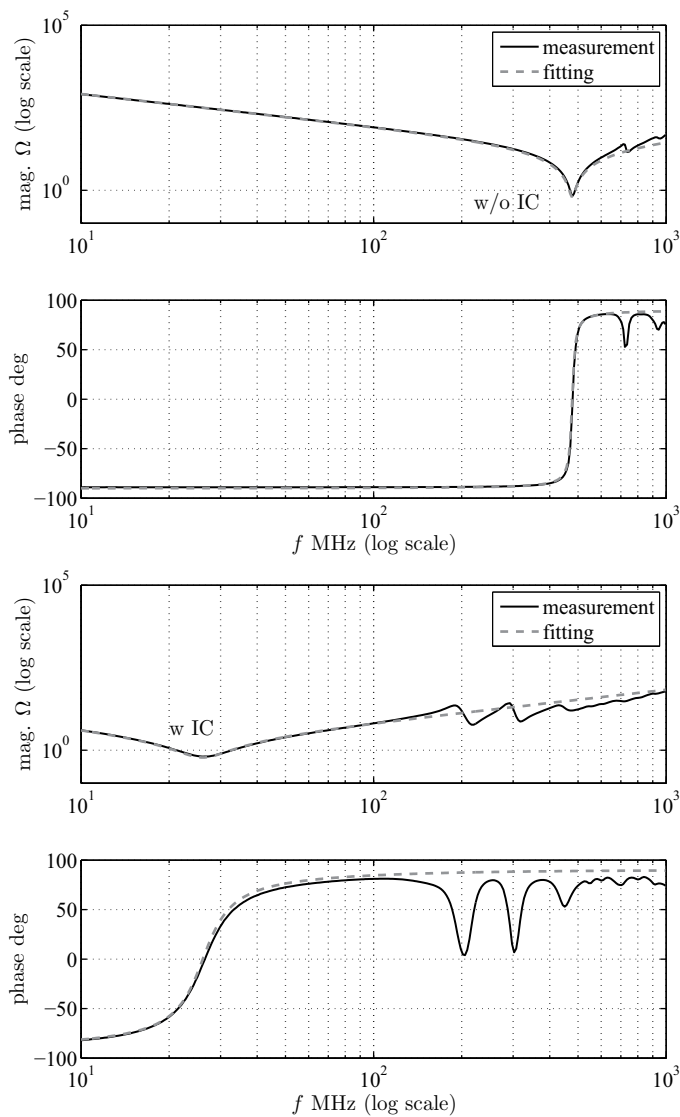 10^5
measurement
fitting
mag. Ω (log scale)
10^0
w/o IC
10^1
10^2
10^3
100
50
phase deg
0
−50
−100
10^1
10^2
10^3
f MHz (log scale)
10^5
measurement
fitting
mag. Ω (log scale)
w IC
10^0
10^1
10^2
10^3
100
50
phase deg
0
−50
−100
10^1
10^2
10^3
f MHz (log scale)